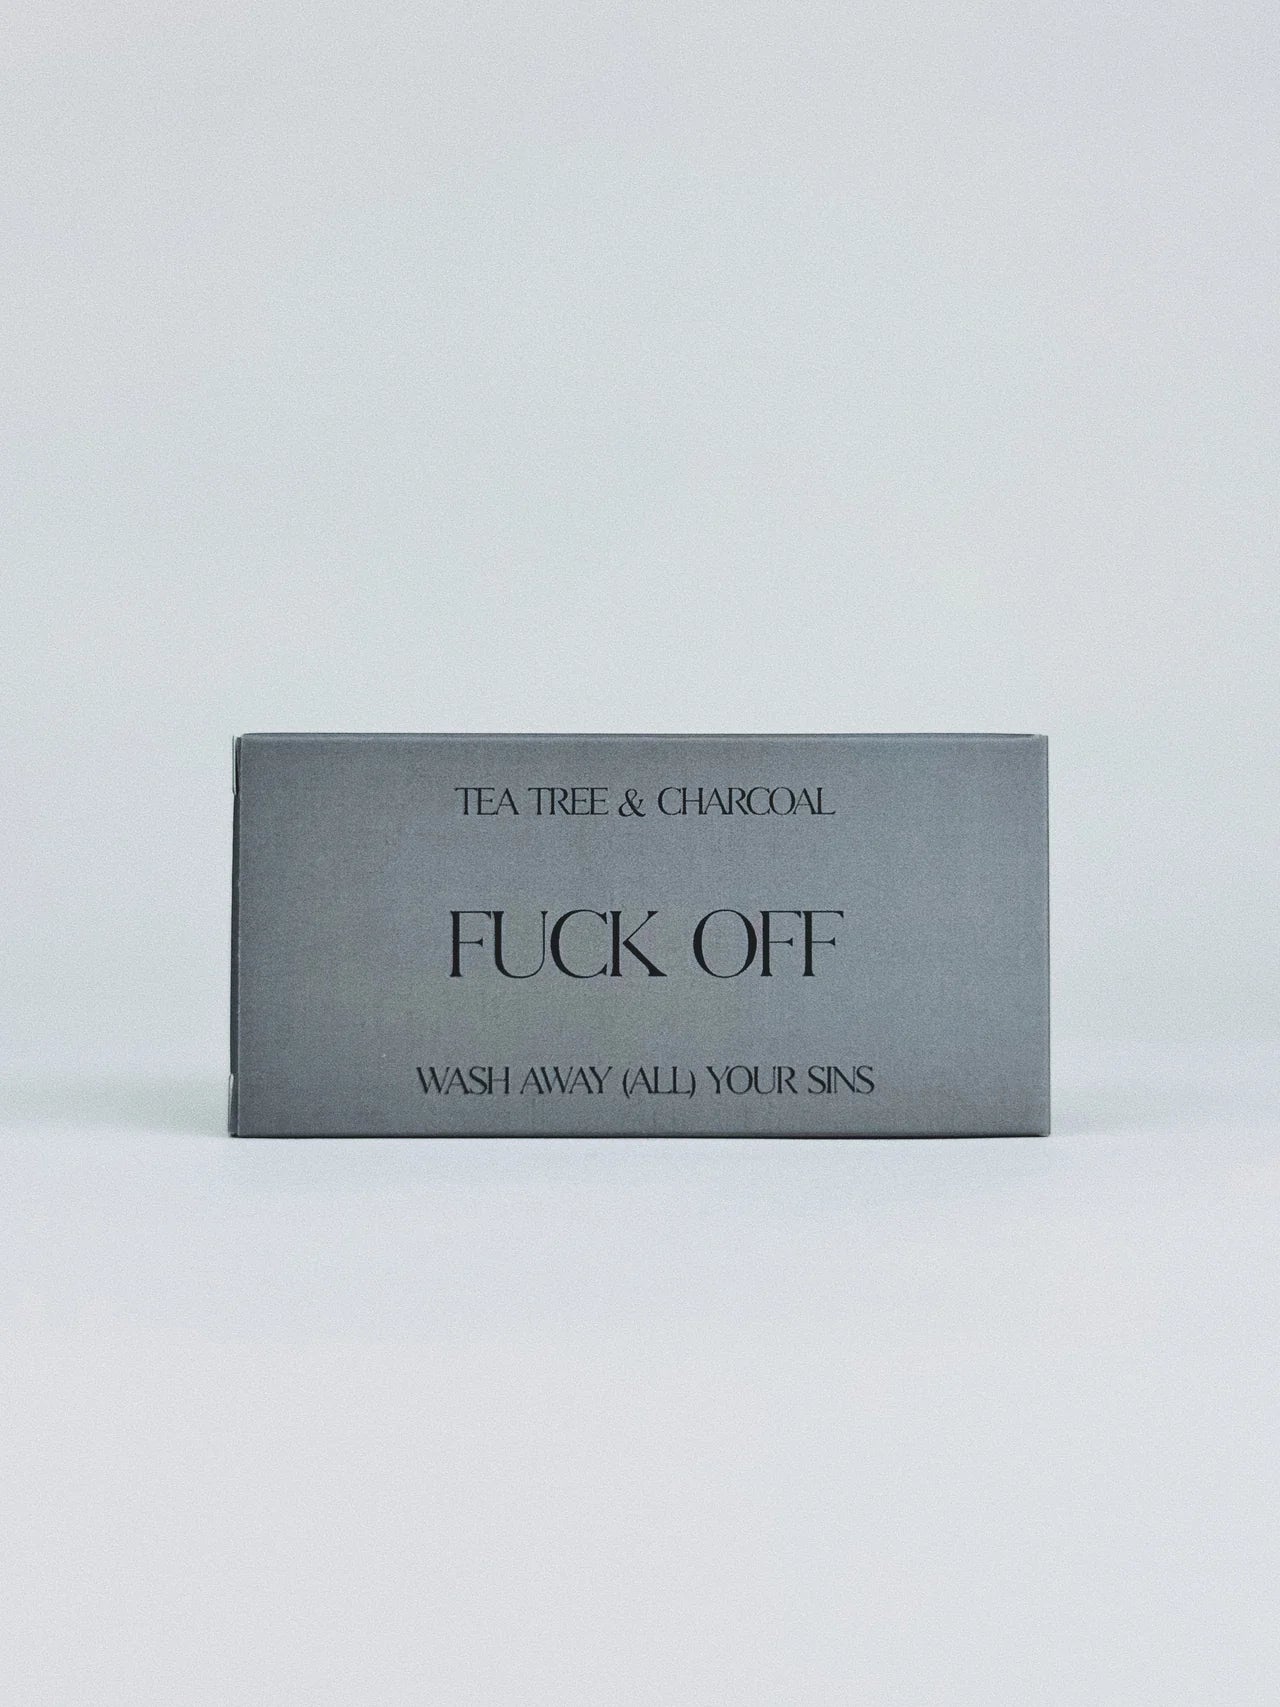 TEA TREE & CHARCOAL
FUCK OFF
WASH AWAY (ALL) YOUR SINS